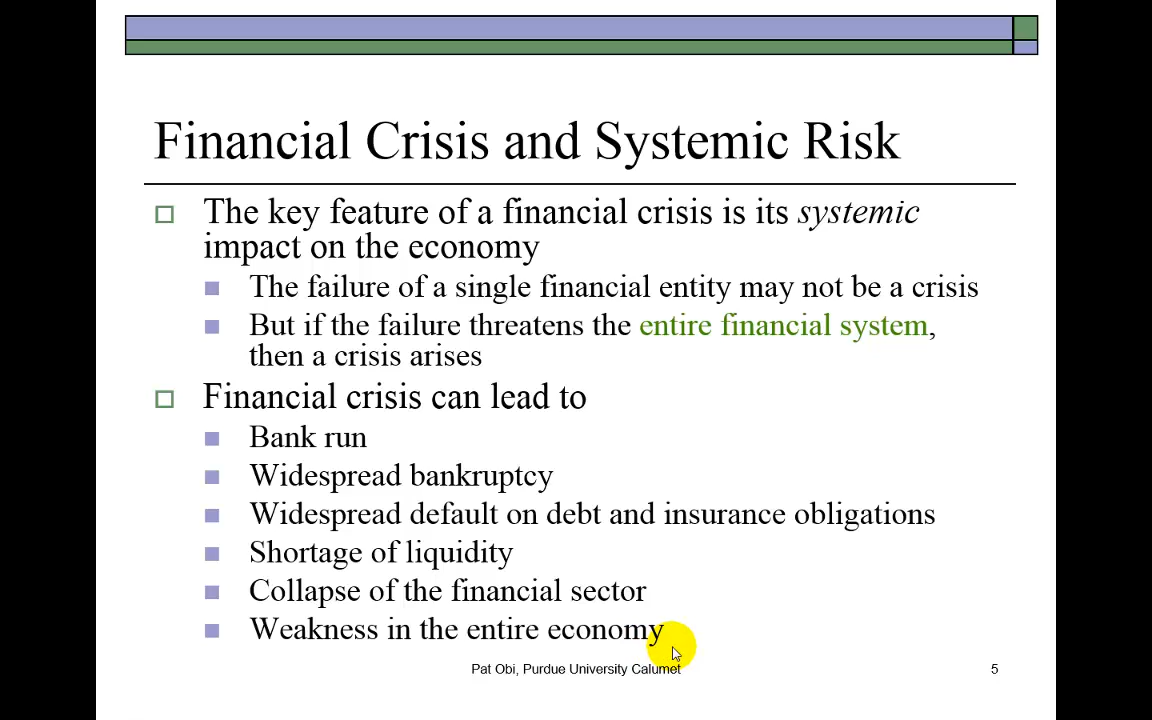 Financial Crisis and Systemic Risk
The key feature of a financial crisis is its systemic
impact on the economy
The failure of a single financial entity may not be a crisis
But if the failure threatens the entire financial system,
then a crisis arises
Financial crisis can lead to
Bank run
Widespread bankruptcy
Widespread default on debt and insurance obligations
Shortage of liquidity
Collapse of the financial sector
Weakness in the entire economy
Pat Obi, Purdue University Calumet
5